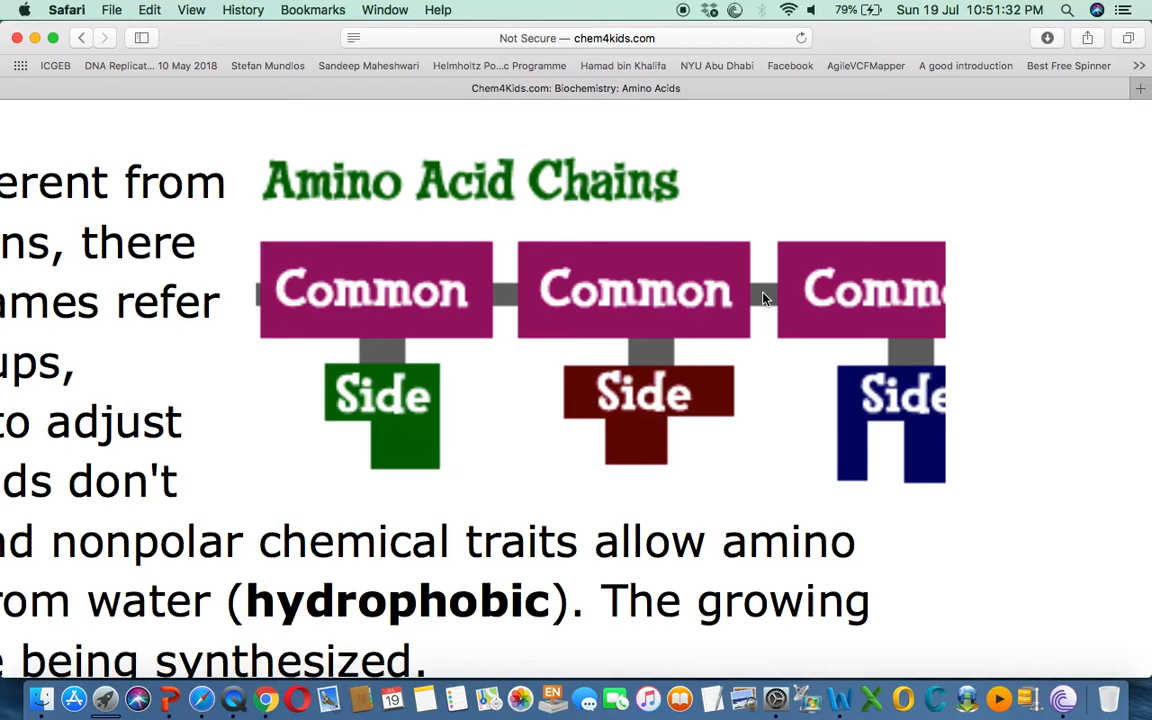 Safari File Edit View History Bookmarks Window Help 79% Sun 19 Jul 10:51:32 PM
Not Secure — chem4kids.com
ICGEB DNA Replicat... 10 May 2018 Stefan Mundlos Sandeep Maheshwari Helmholtz Po...c Programme Hamad bin Khalifa NYU Abu Dhabi Facebook AgileVCFMapper A good introduction Best Free Spinner
Chem4Kids.com: Biochemistry: Amino Acids
erent from
ns, there
ames refer
ups,
to adjust
ds don't
nd nonpolar chemical traits allow amino
rom water (hydrophobic). The growing
e being synthesized.
Amino Acid Chains
Common Common Comm
Side Side Side